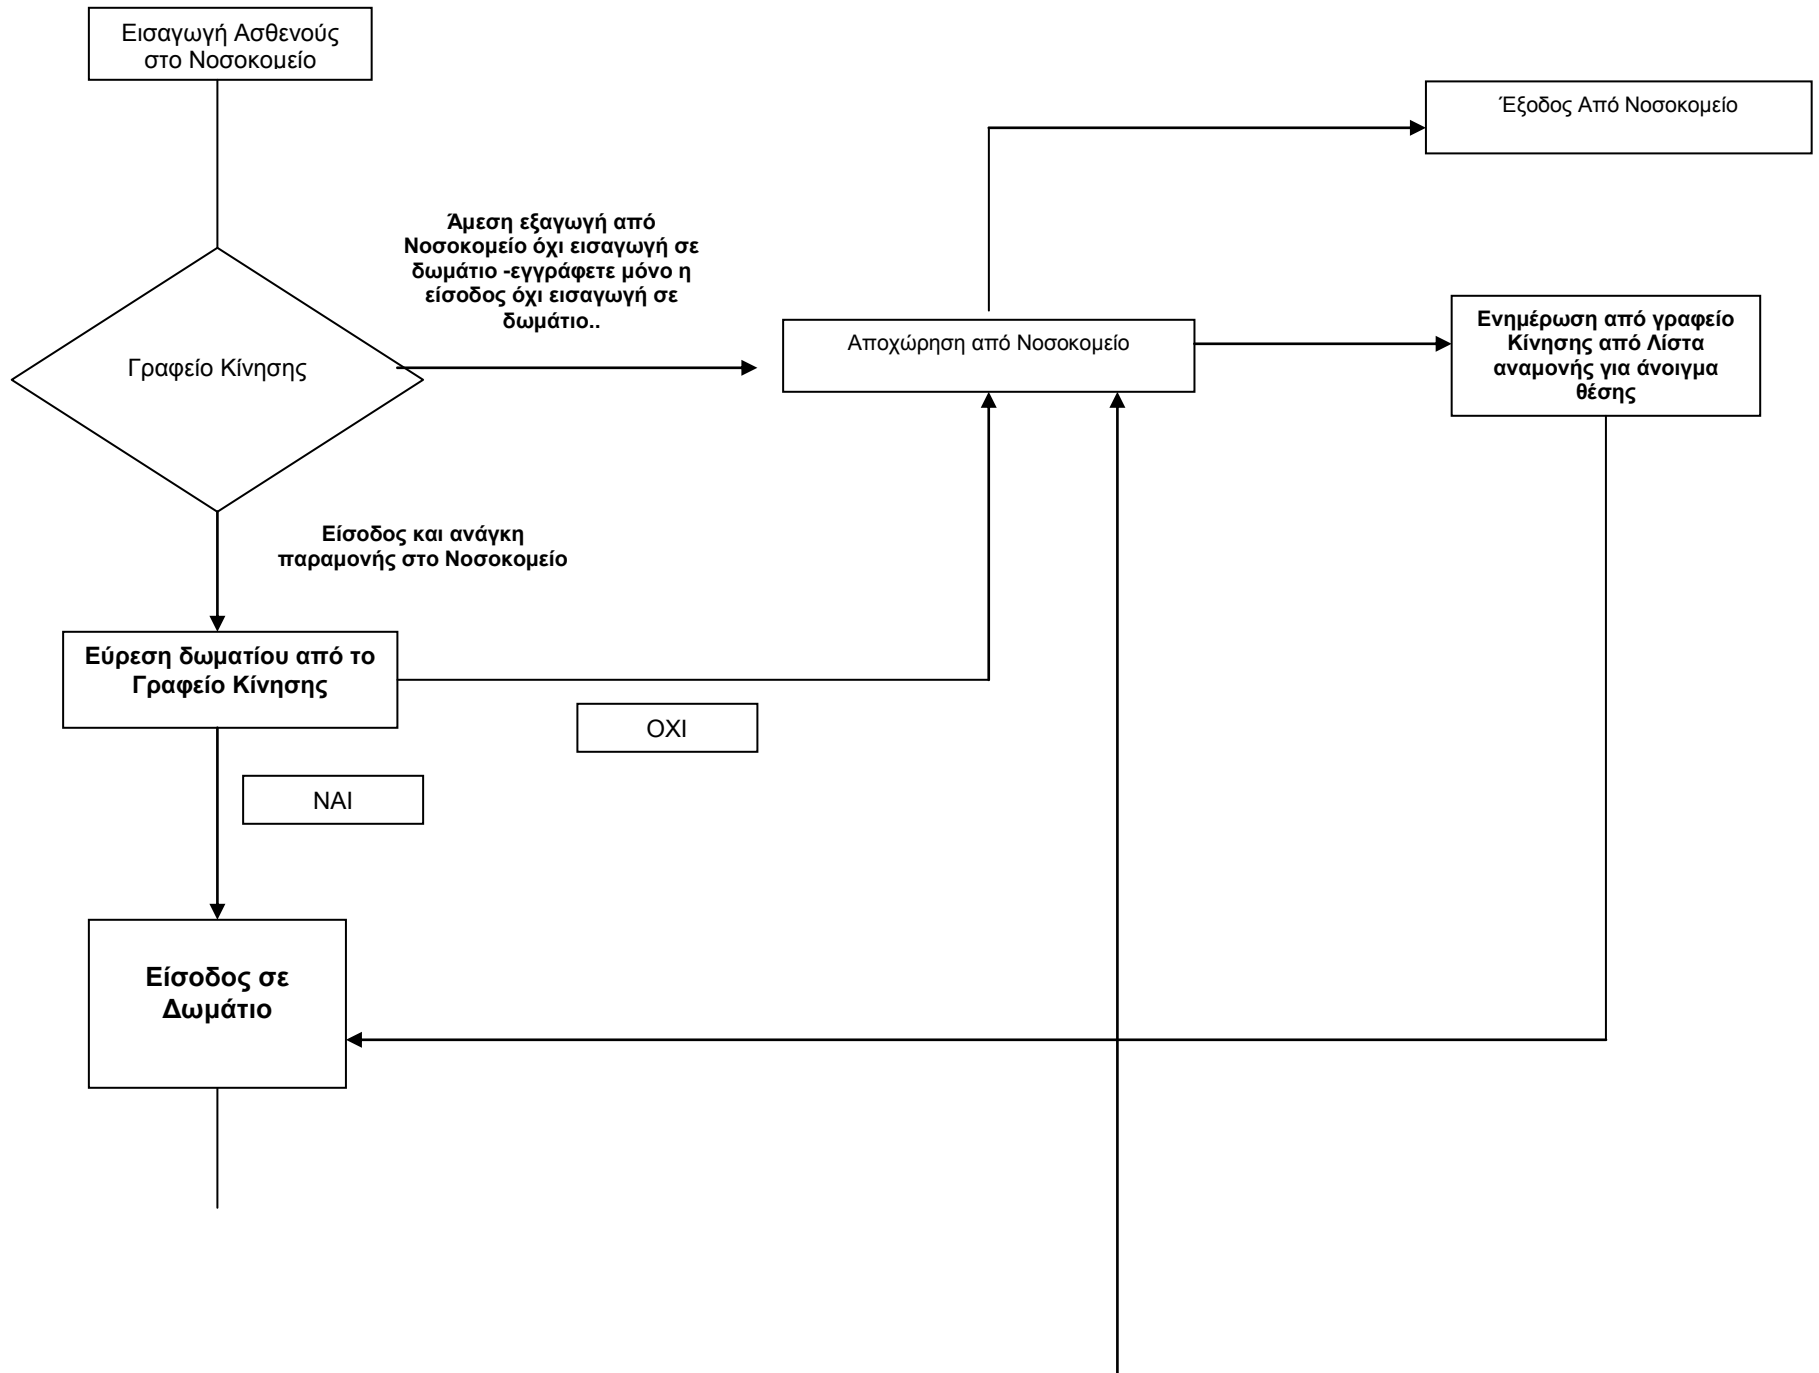 Εισαγωγή Ασθενούς
στο Νοσοκομείο
Έξοδος Από Νοσοκομείο
Άμεση εξαγωγή από
Νοσοκομείο όχι εισαγωγή σε
δωμάτιο -εγγράφετε μόνο η
είσοδος όχι εισαγωγή σε
δωμάτιο..
Γραφείο Κίνησης
Αποχώρηση από Νοσοκομείο
Ενημέρωση από γραφείο
Κίνησης από Λίστα
αναμονής για άνοιγμα
θέσης
Είσοδος και ανάγκη
παραμονής στο Νοσοκομείο
Εύρεση δωματίου από το
Γραφείο Κίνησης
ΟΧΙ
ΝΑΙ
Είσοδος σε
Δωμάτιο